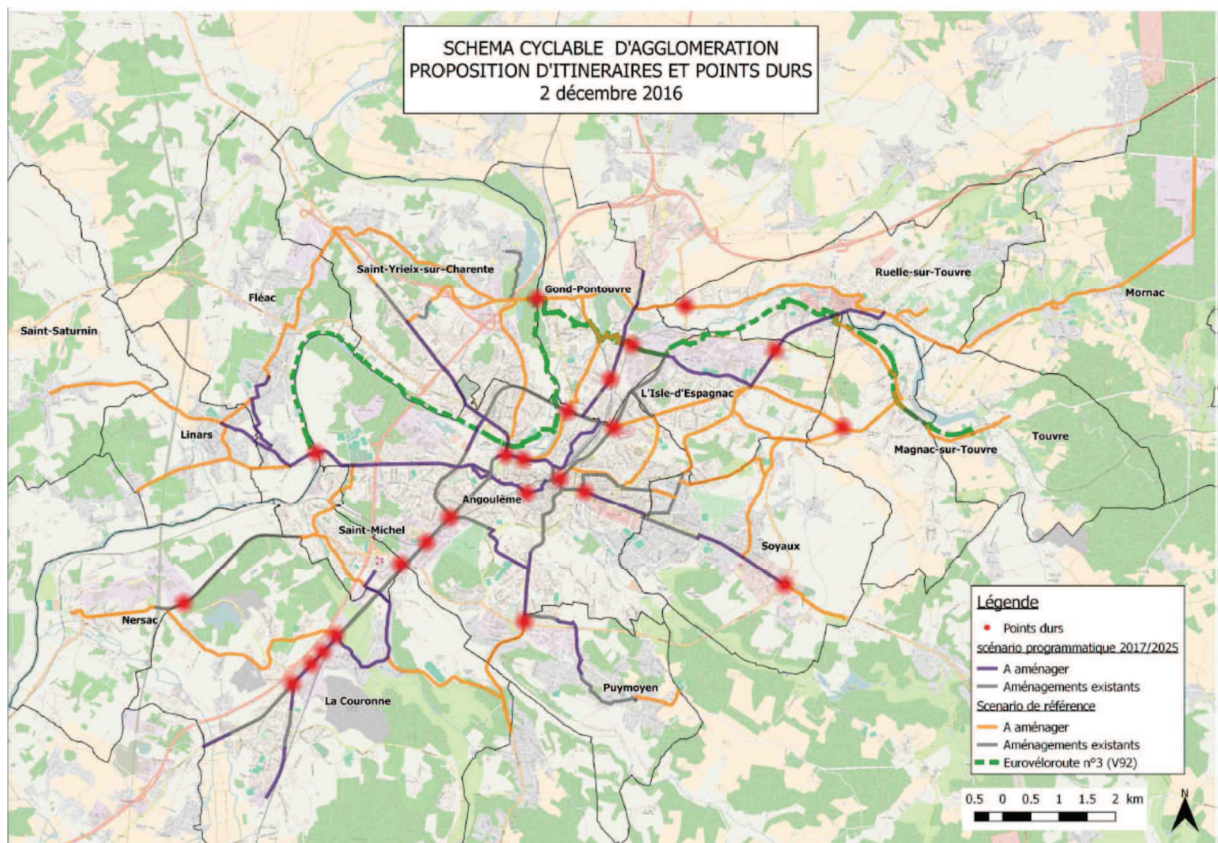 SCHEMA CYCLABLE D'AGGLOMERATION
PROPOSITION D'ITINERAIRES ET POINTS DURS
2 décembre 2016
Saint-Yrieix-sur-Charente
Ruelle-sur-Touvre
Gond-Pontouvre
Mornac
Fléac
Saint-Saturnin
L'Isle-d'Espagnac
Linars
Touvre
Magnac-sur-Touvre
Angoulême
Saint-Michel
Soyaux
Nersac
Puymoyen
La Couronne
Légende
Points durs
scénario programmatique 2017/2025
A aménager
Aménagements existants
Scenario de référence
A aménager
Aménagements existants
Eurovéloroute n°3 (V92)
0.5 0 0.5 1 1.5 2 km
N